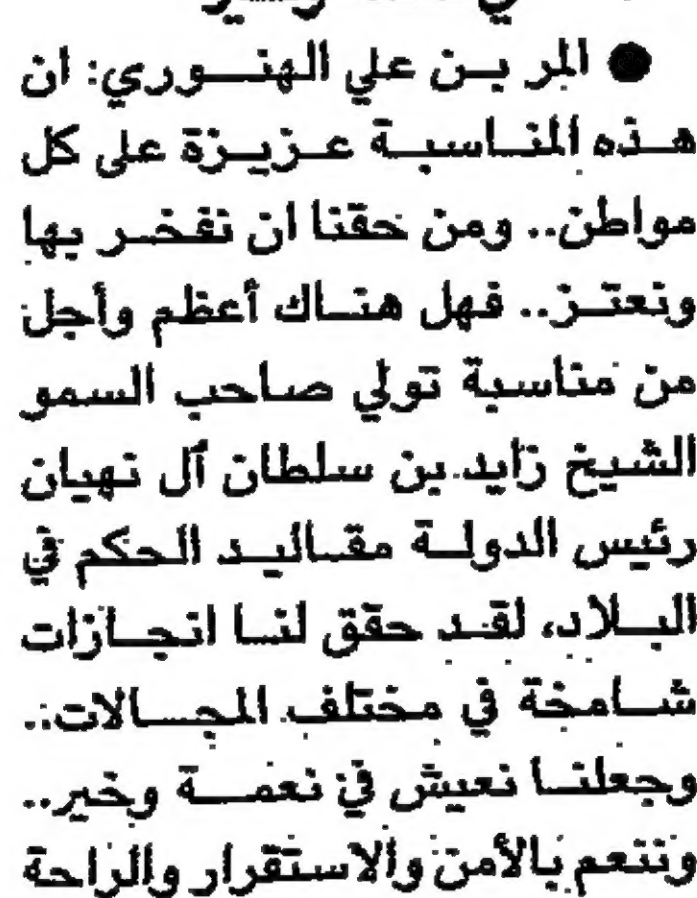 ● المر بن علي الهنوري: ان
هذه المناسبة عزيزة على كل
مواطن.. ومن حقنا ان نفخر بها
ونعتز.. فهل هناك أعظم وأجل
من مناسبة تولي صاحب السمو
الشيخ زايد بن سلطان آل نهيان
رئيس الدولة مقاليد الحكم في
البلاد، لقد حقق لنا انجازات
شامخة في مختلف المجالات..
وجعلنا نعيش في نعمة وخير..
وننعم بالأمن والاستقرار والراحة